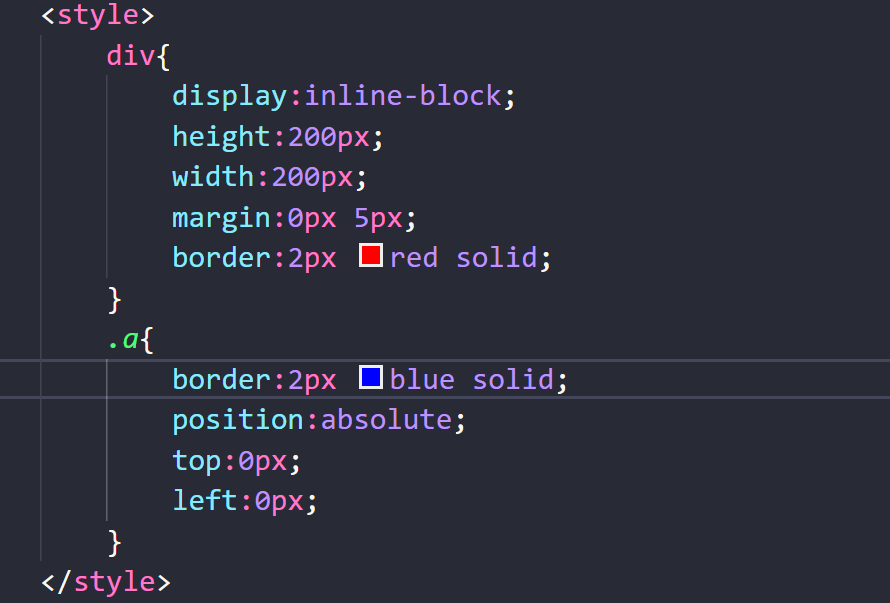 <style>
div{
display:inline-block;
height:200px;
width:200px;
margin:0px 5px;
border:2px red solid;
}
.a{
border:2px blue solid;
position:absolute;
top:0px;
left:0px;
}
</style>